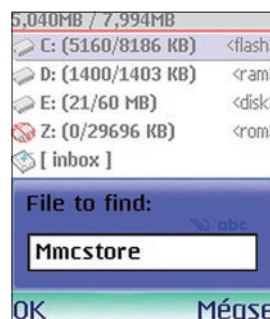 5,040MB / 7,994MB
C: (5160/8186 KB) <flash
D: (1400/1403 KB) <ram
E: (21/60 MB) <disk
Z: (0/29696 KB) <rom
[ inbox ]
File to find:
abc
Mmcstore
OK Mégse